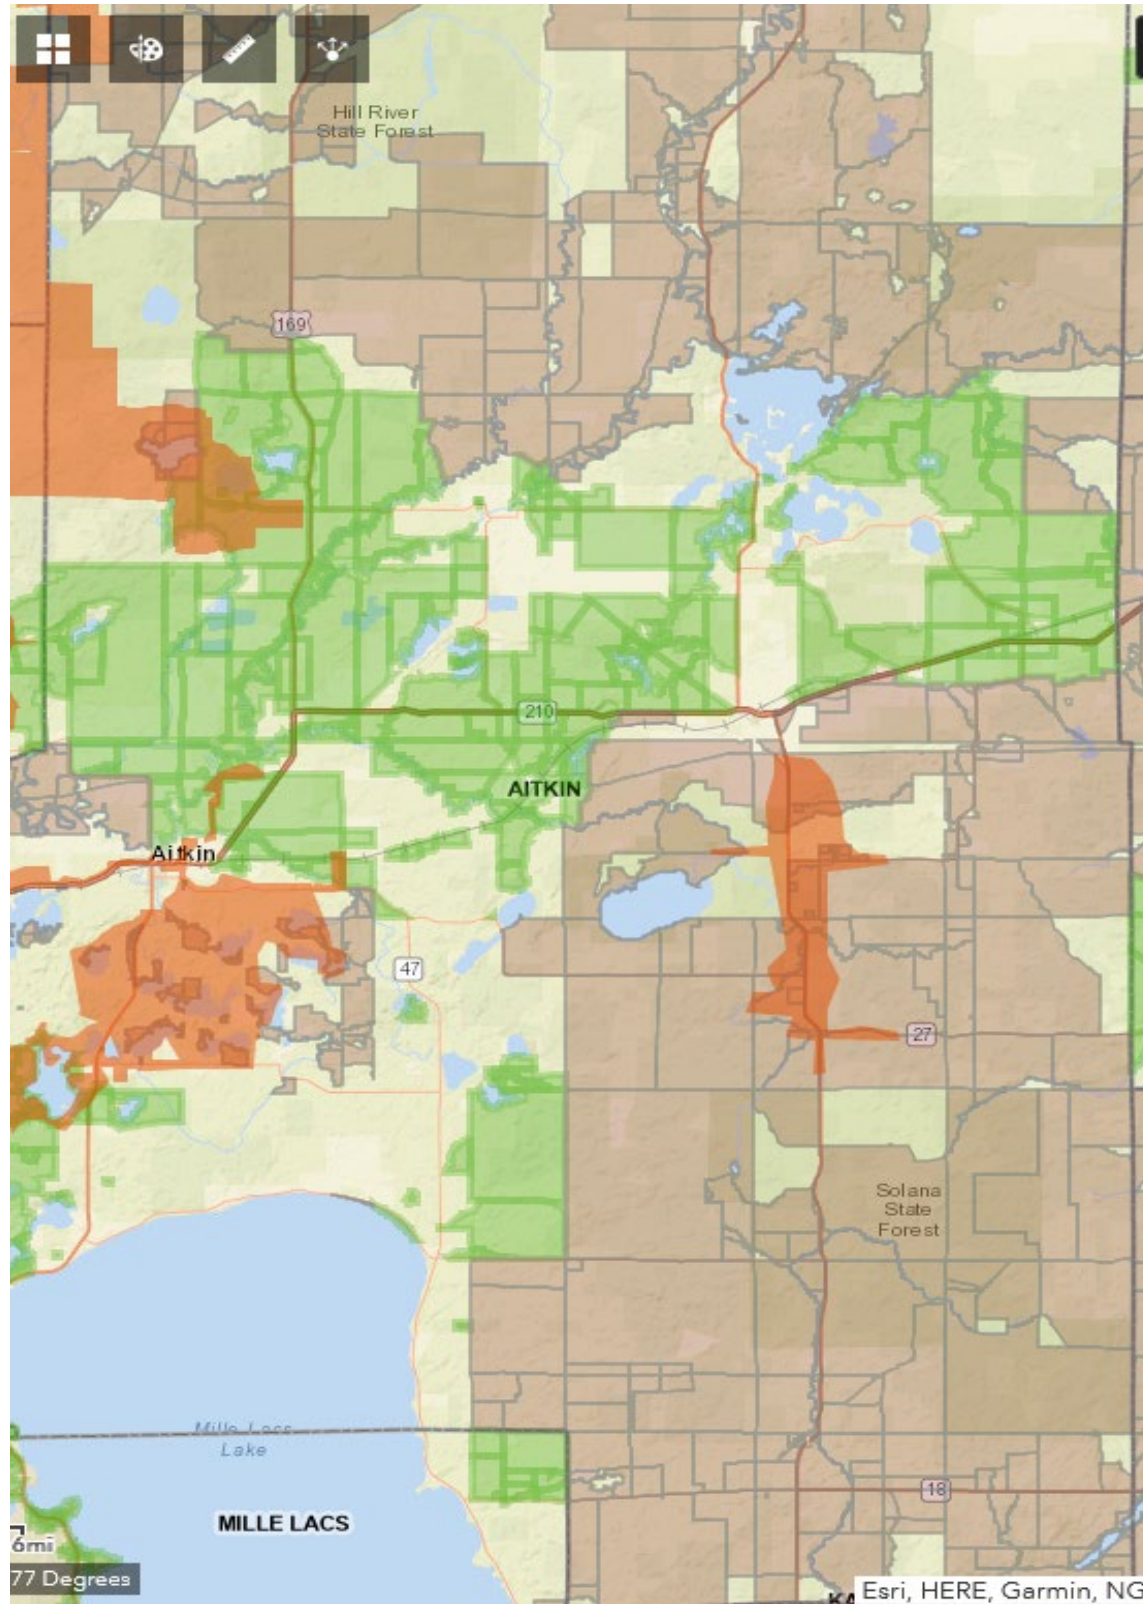 Hill River
State Forest
169
210
AITKIN
Aitkin
47
27
Solana
State
Forest
Mille Lacs
Lake
18
MILLE LACS
6mi
77 Degrees
KA
Esri, HERE, Garmin, NG